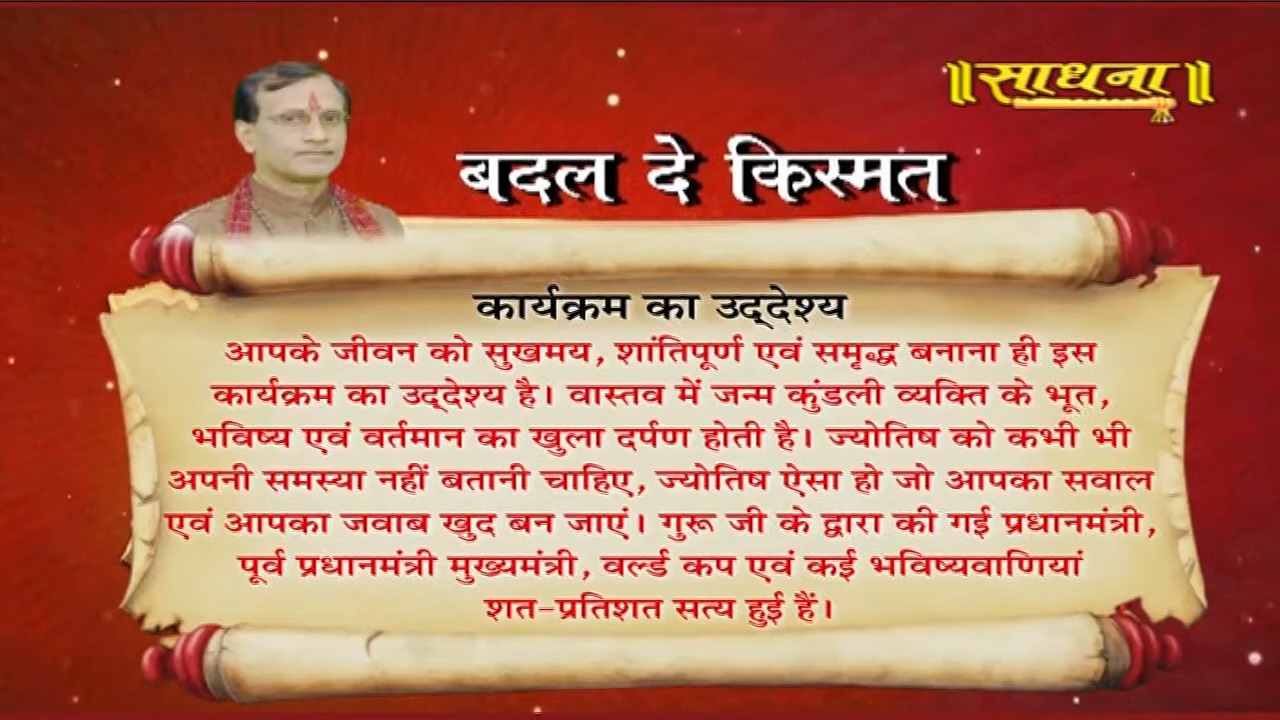 ॥साधना॥
बदल दे किस्मत
कार्यक्रम का उद्‌देश्य
आपके जीवन को सुखमय, शांतिपूर्ण एवं समृद्ध बनाना ही इस
कार्यक्रम का उद्‌देश्य है। वास्तव में जन्म कुंडली व्यक्ति के भूत,
भविष्य एवं वर्तमान का खुला दर्पण होती है। ज्योतिष को कभी भी
अपनी समस्या नहीं बतानी चाहिए, ज्योतिष ऐसा हो जो आपका सवाल
एवं आपका जवाब खुद बन जाएं। गुरू जी के द्वारा की गई प्रधानमंत्री,
पूर्व प्रधानमंत्री मुख्यमंत्री, वर्ल्ड कप एवं कई भविष्यवाणियां
शत-प्रतिशत सत्य हुई हैं।